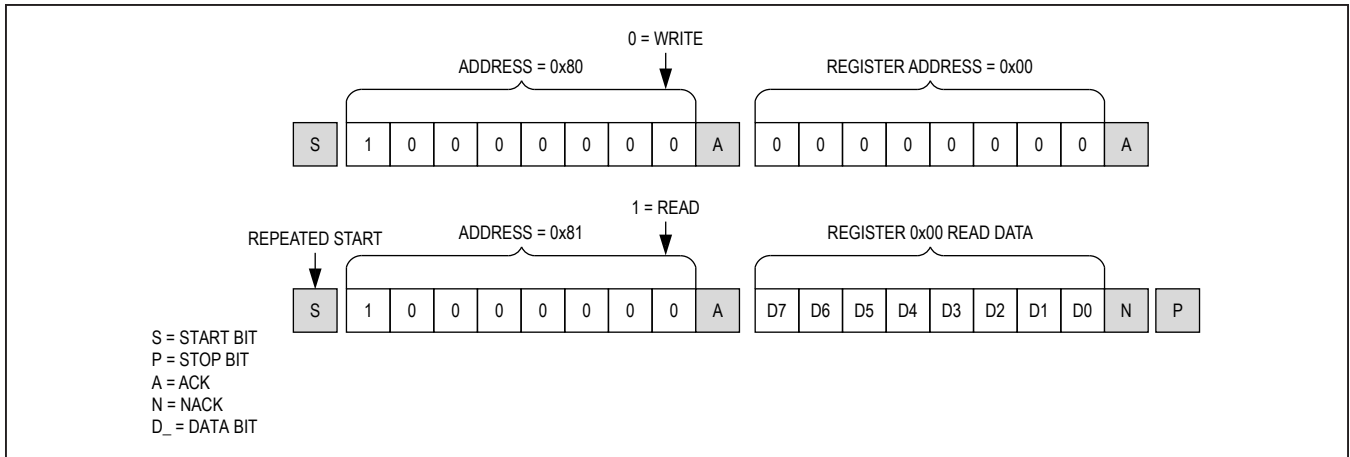 0 = WRITE
ADDRESS = 0x80 REGISTER ADDRESS = 0x00
S 1 0 0 0 0 0 0 0 A 0 0 0 0 0 0 0 0 A
1 = READ
REPEATED START ADDRESS = 0x81 REGISTER 0x00 READ DATA
S 1 0 0 0 0 0 0 0 A D7 D6 D5 D4 D3 D2 D1 D0 N P
S = START BIT
P = STOP BIT
A = ACK
N = NACK
D_ = DATA BIT